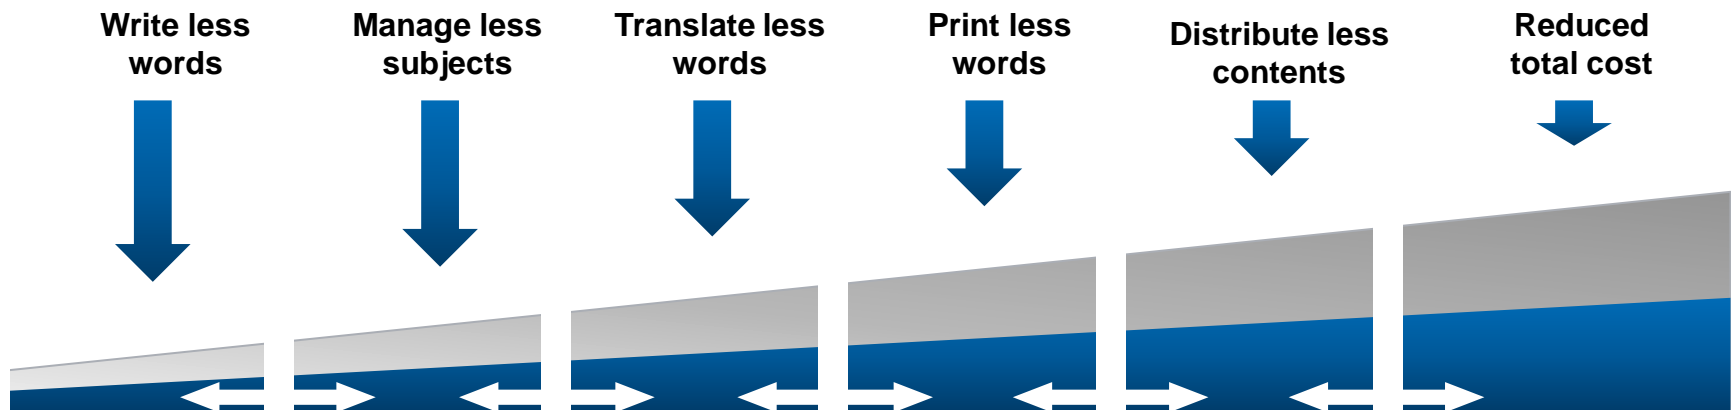 Write less
words
Manage less
subjects
Translate less
words
Print less
words
Distribute less
contents
Reduced
total cost